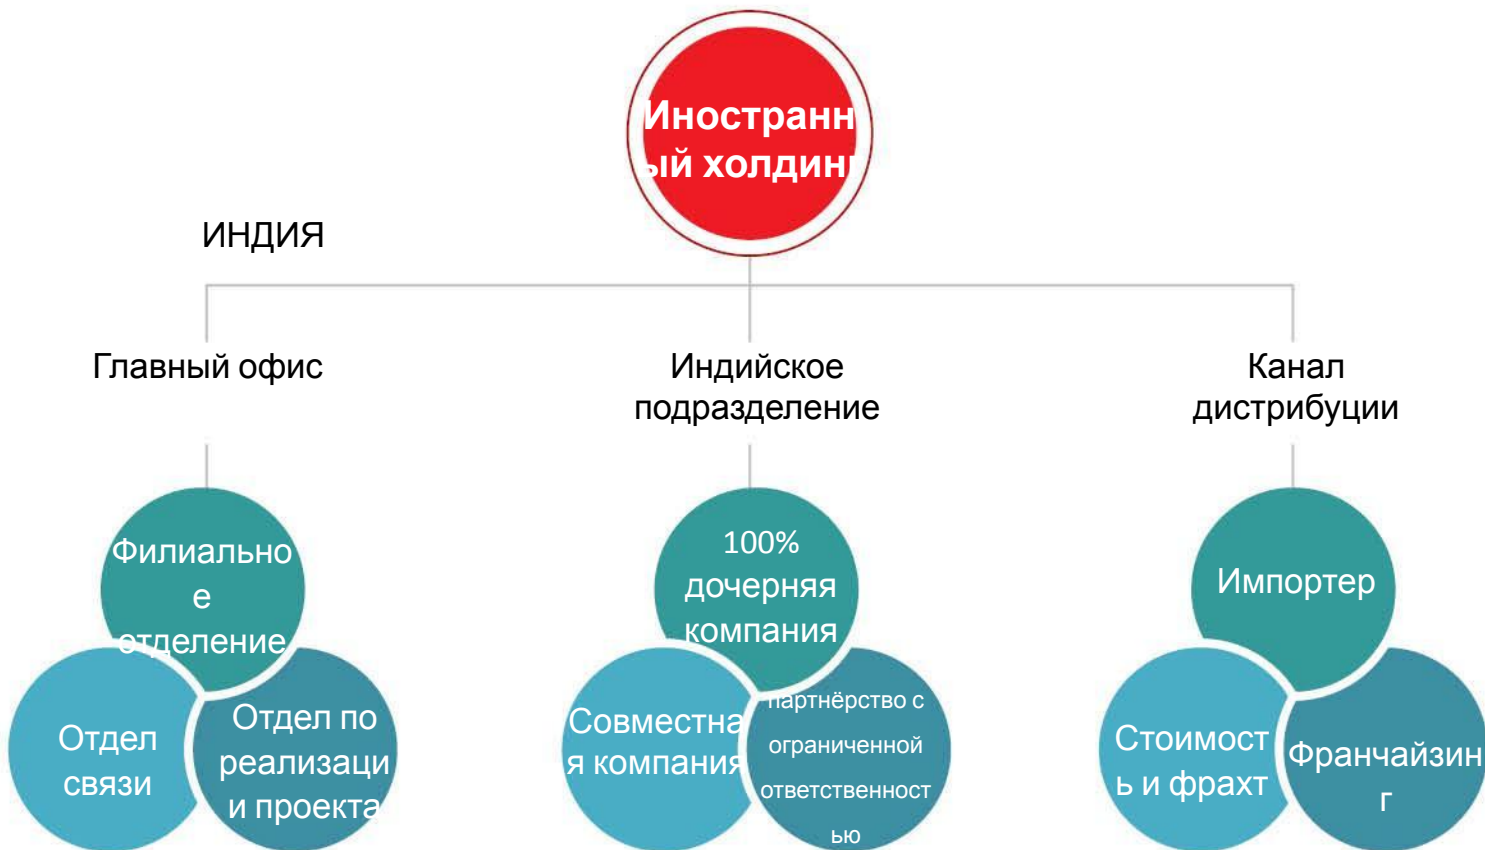 Иностранн
ый холдинг
ИНДИЯ
Главный офис
Индийское
подразделение
Канал
дистрибуции
Филиально
е
отделение
Отдел
связи
Отдел по
реализаци
и проекта
100%
дочерняя
компания
Совместна
я компания
партнёрство с
ограниченной
ответственност
ью
Импортер
Стоимост
ь и фрахт
Франчайзин
г